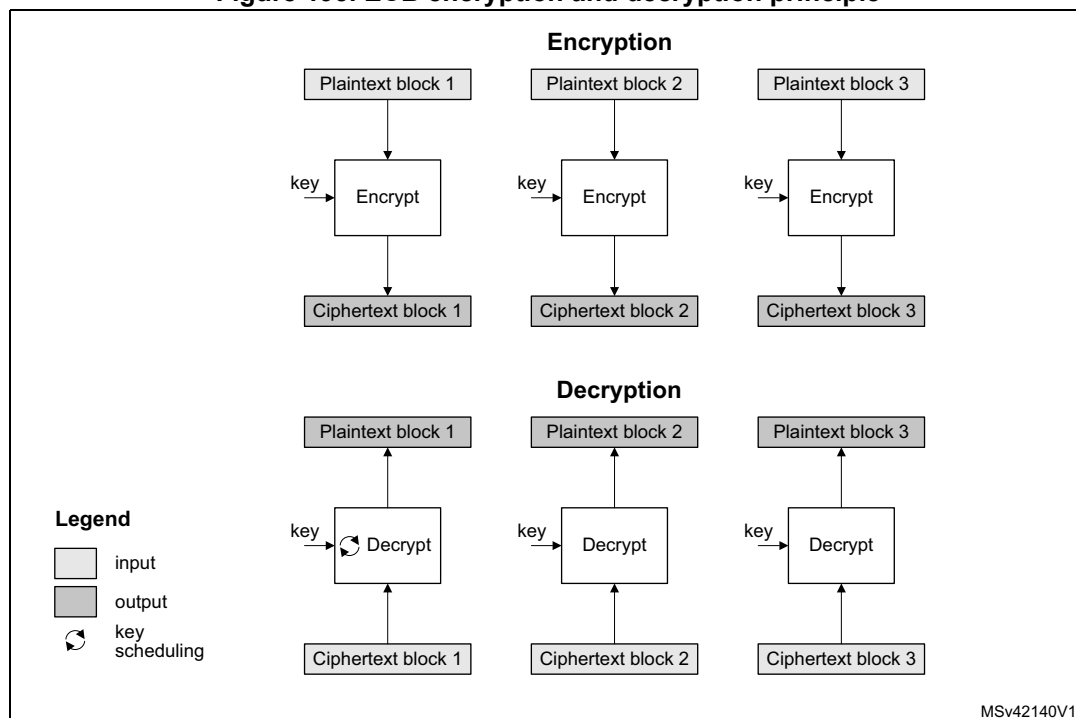 Encryption
Plaintext block 1 Plaintext block 2 Plaintext block 3
key Encrypt key Encrypt key Encrypt
Ciphertext block 1 Ciphertext block 2 Ciphertext block 3
Decryption
Plaintext block 1 Plaintext block 2 Plaintext block 3
key Decrypt key Decrypt key Decrypt
Ciphertext block 1 Ciphertext block 2 Ciphertext block 3
Legend
input
output
key
scheduling
MSv42140V1